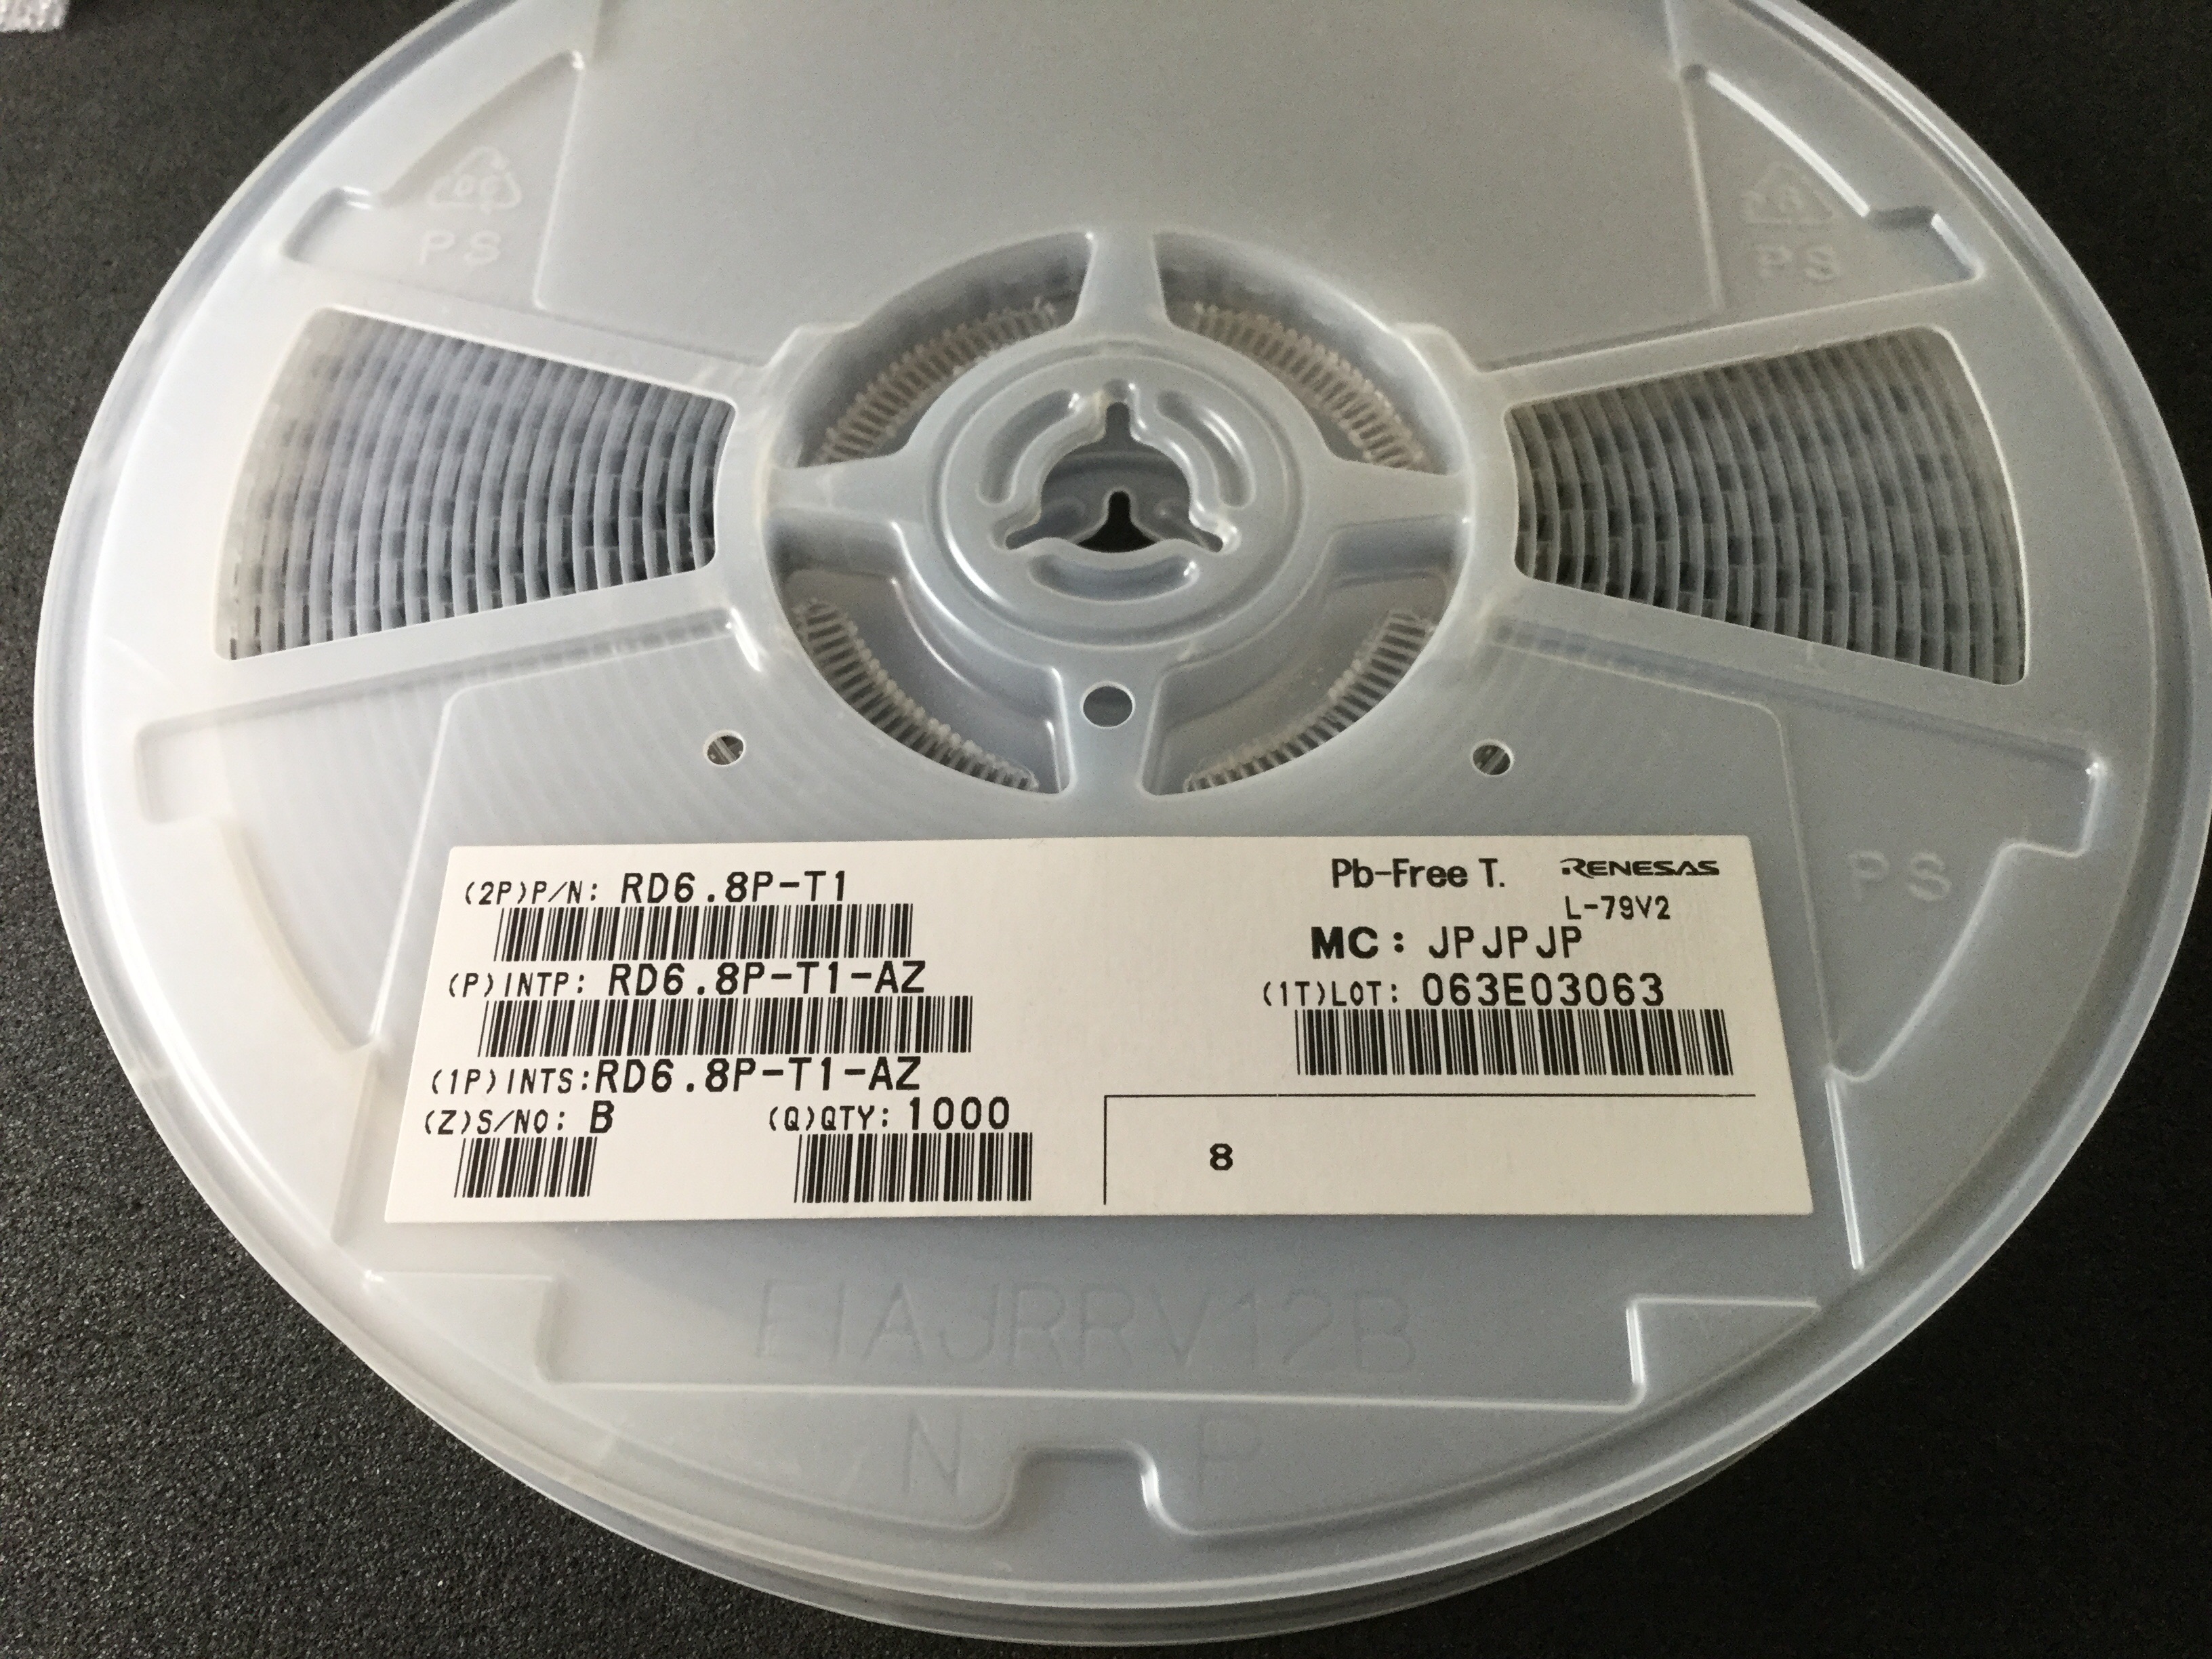 PS
PS
PS
(2P)P/N: RD6.8P-T1
(P)INTP: RD6.8P-T1-AZ
(1P)INTS:RD6.8P-T1-AZ
(Z)S/NO: B (Q)QTY: 1000
Pb-Free T. RENESAS
L-79V2
MC: JPJPJP
(1T)LOT: 063E03063
8
EIAJRRV12B
N P